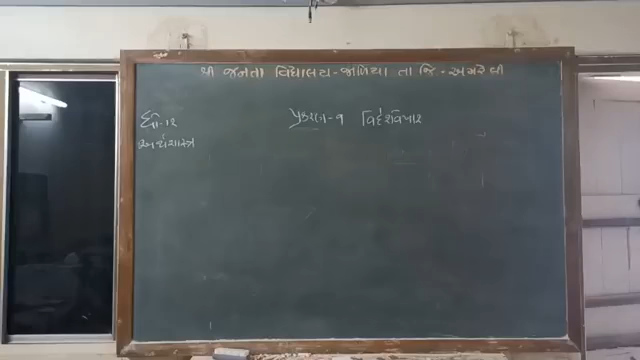 શ્રી જનતા વિદ્યાલય - જાળિયા તા જિ. - અમરેલી
ધો - ૧૨
પ્રકરણ - ૧ વિદેશવેપાર
અર્થશાસ્ત્ર